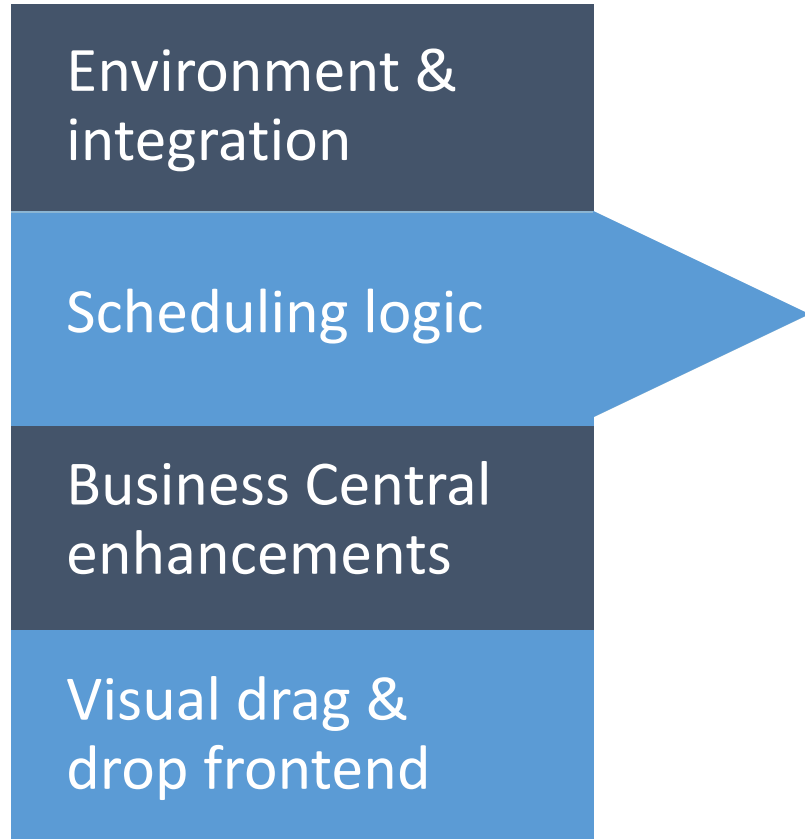 Environment &
integration
Scheduling logic
Business Central
enhancements
Visual drag &
drop frontend